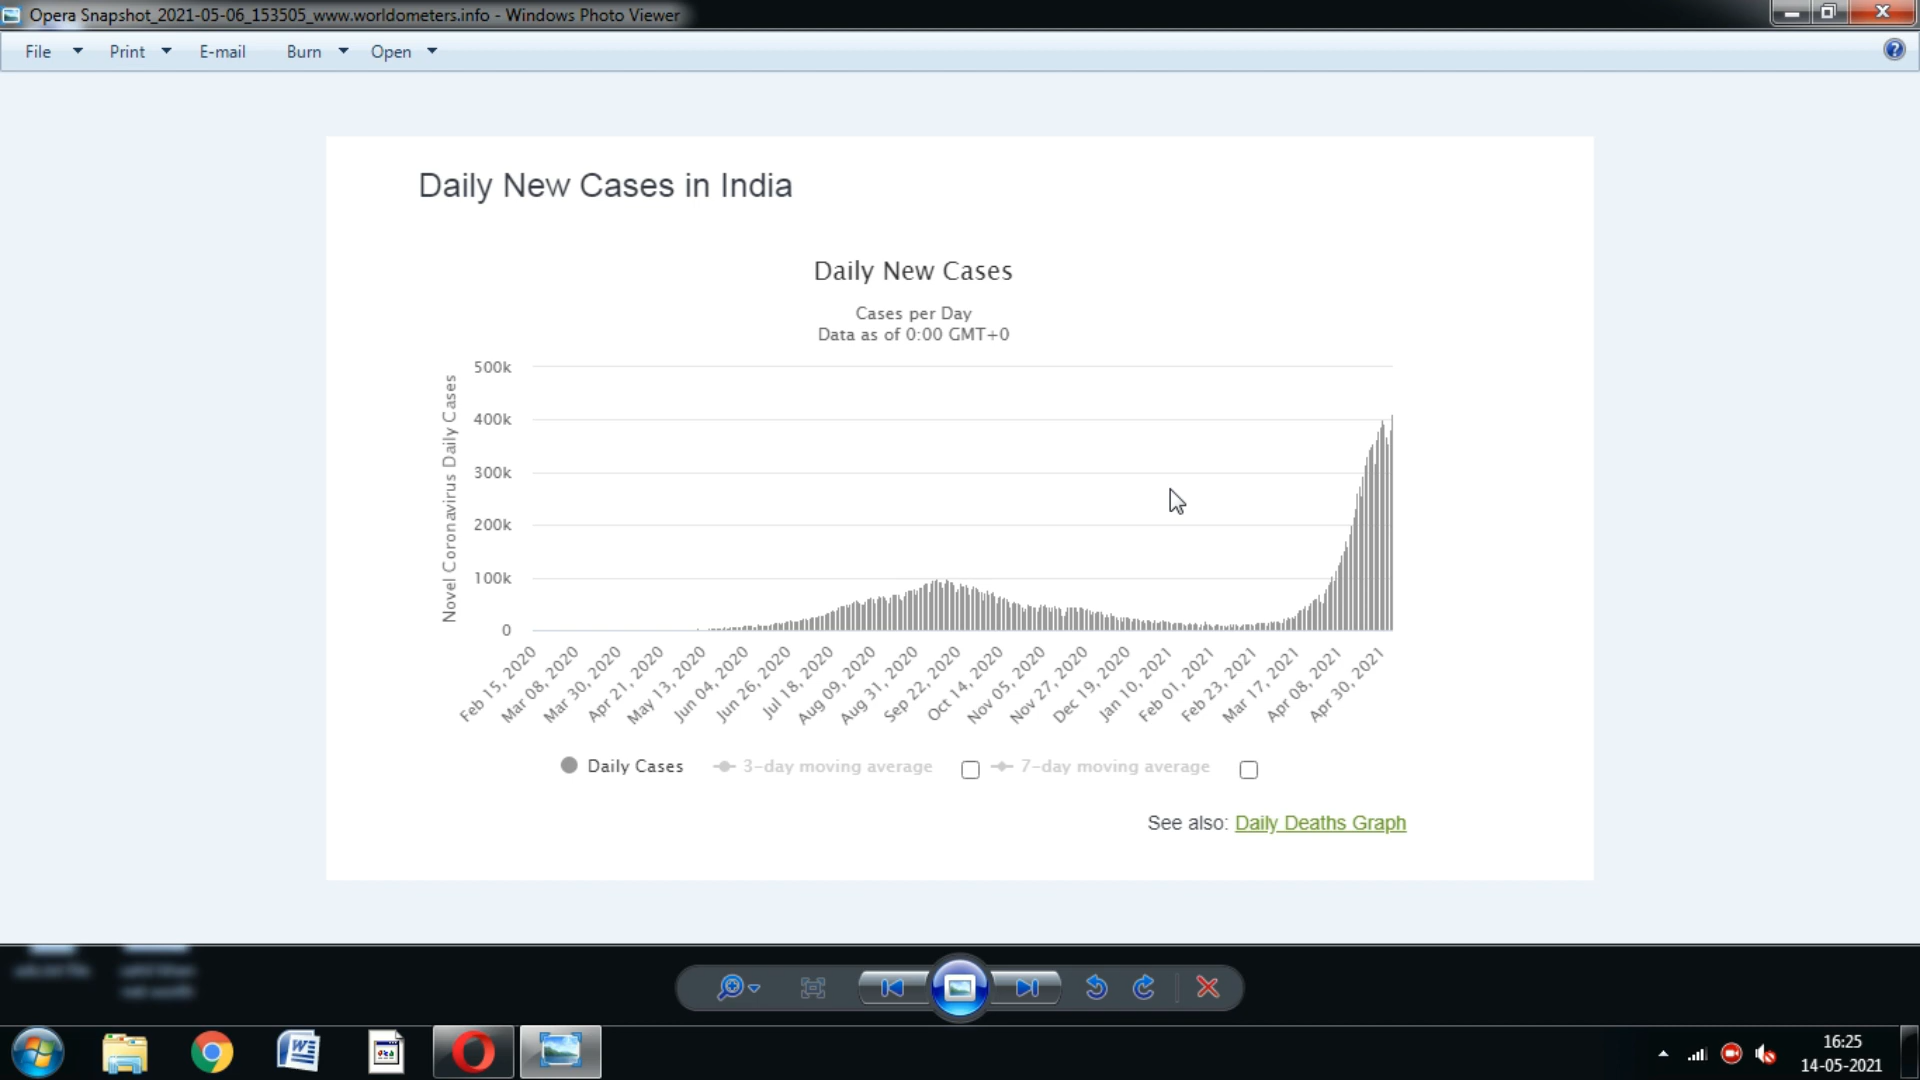 Opera Snapshot_2021-05-06_153505_www.worldometers.info - Windows Photo Viewer
File Print E-mail Burn Open
Daily New Cases in India
Daily New Cases
Cases per Day
Data as of 0:00 GMT+0
Novel Coronavirus Daily Cases
500k
400k
300k
200k
100k
0
Feb 15, 2020
Mar 08, 2020
Mar 30, 2020
Apr 21, 2020
May 13, 2020
Jun 04, 2020
Jun 26, 2020
Jul 18, 2020
Aug 09, 2020
Aug 31, 2020
Sep 22, 2020
Oct 14, 2020
Nov 05, 2020
Nov 27, 2020
Dec 19, 2020
Jan 10, 2021
Feb 01, 2021
Feb 23, 2021
Mar 17, 2021
Apr 08, 2021
Apr 30, 2021
Daily Cases 3-day moving average 7-day moving average
See also: Daily Deaths Graph
16:25
14-05-2021